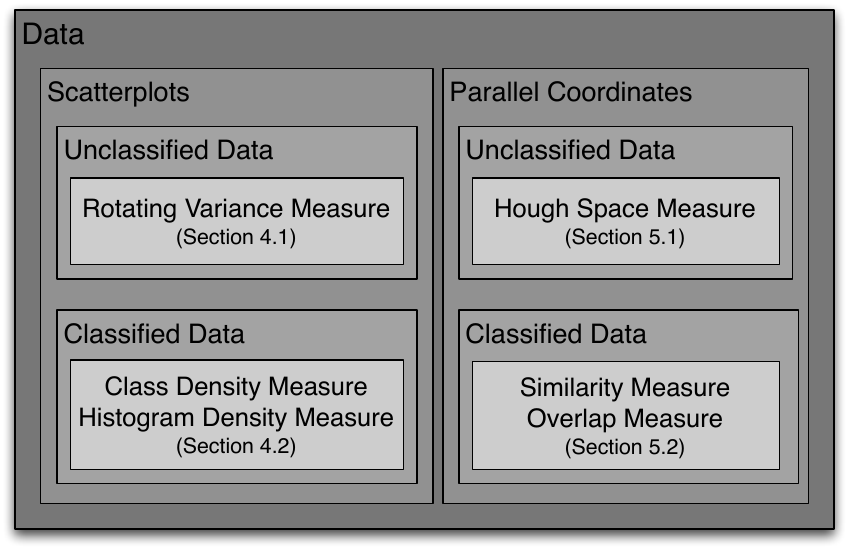 Data
Scatterplots
Unclassified Data
Rotating Variance Measure
(Section 4.1)
Classified Data
Class Density Measure
Histogram Density Measure
(Section 4.2)
Parallel Coordinates
Unclassified Data
Hough Space Measure
(Section 5.1)
Classified Data
Similarity Measure
Overlap Measure
(Section 5.2)